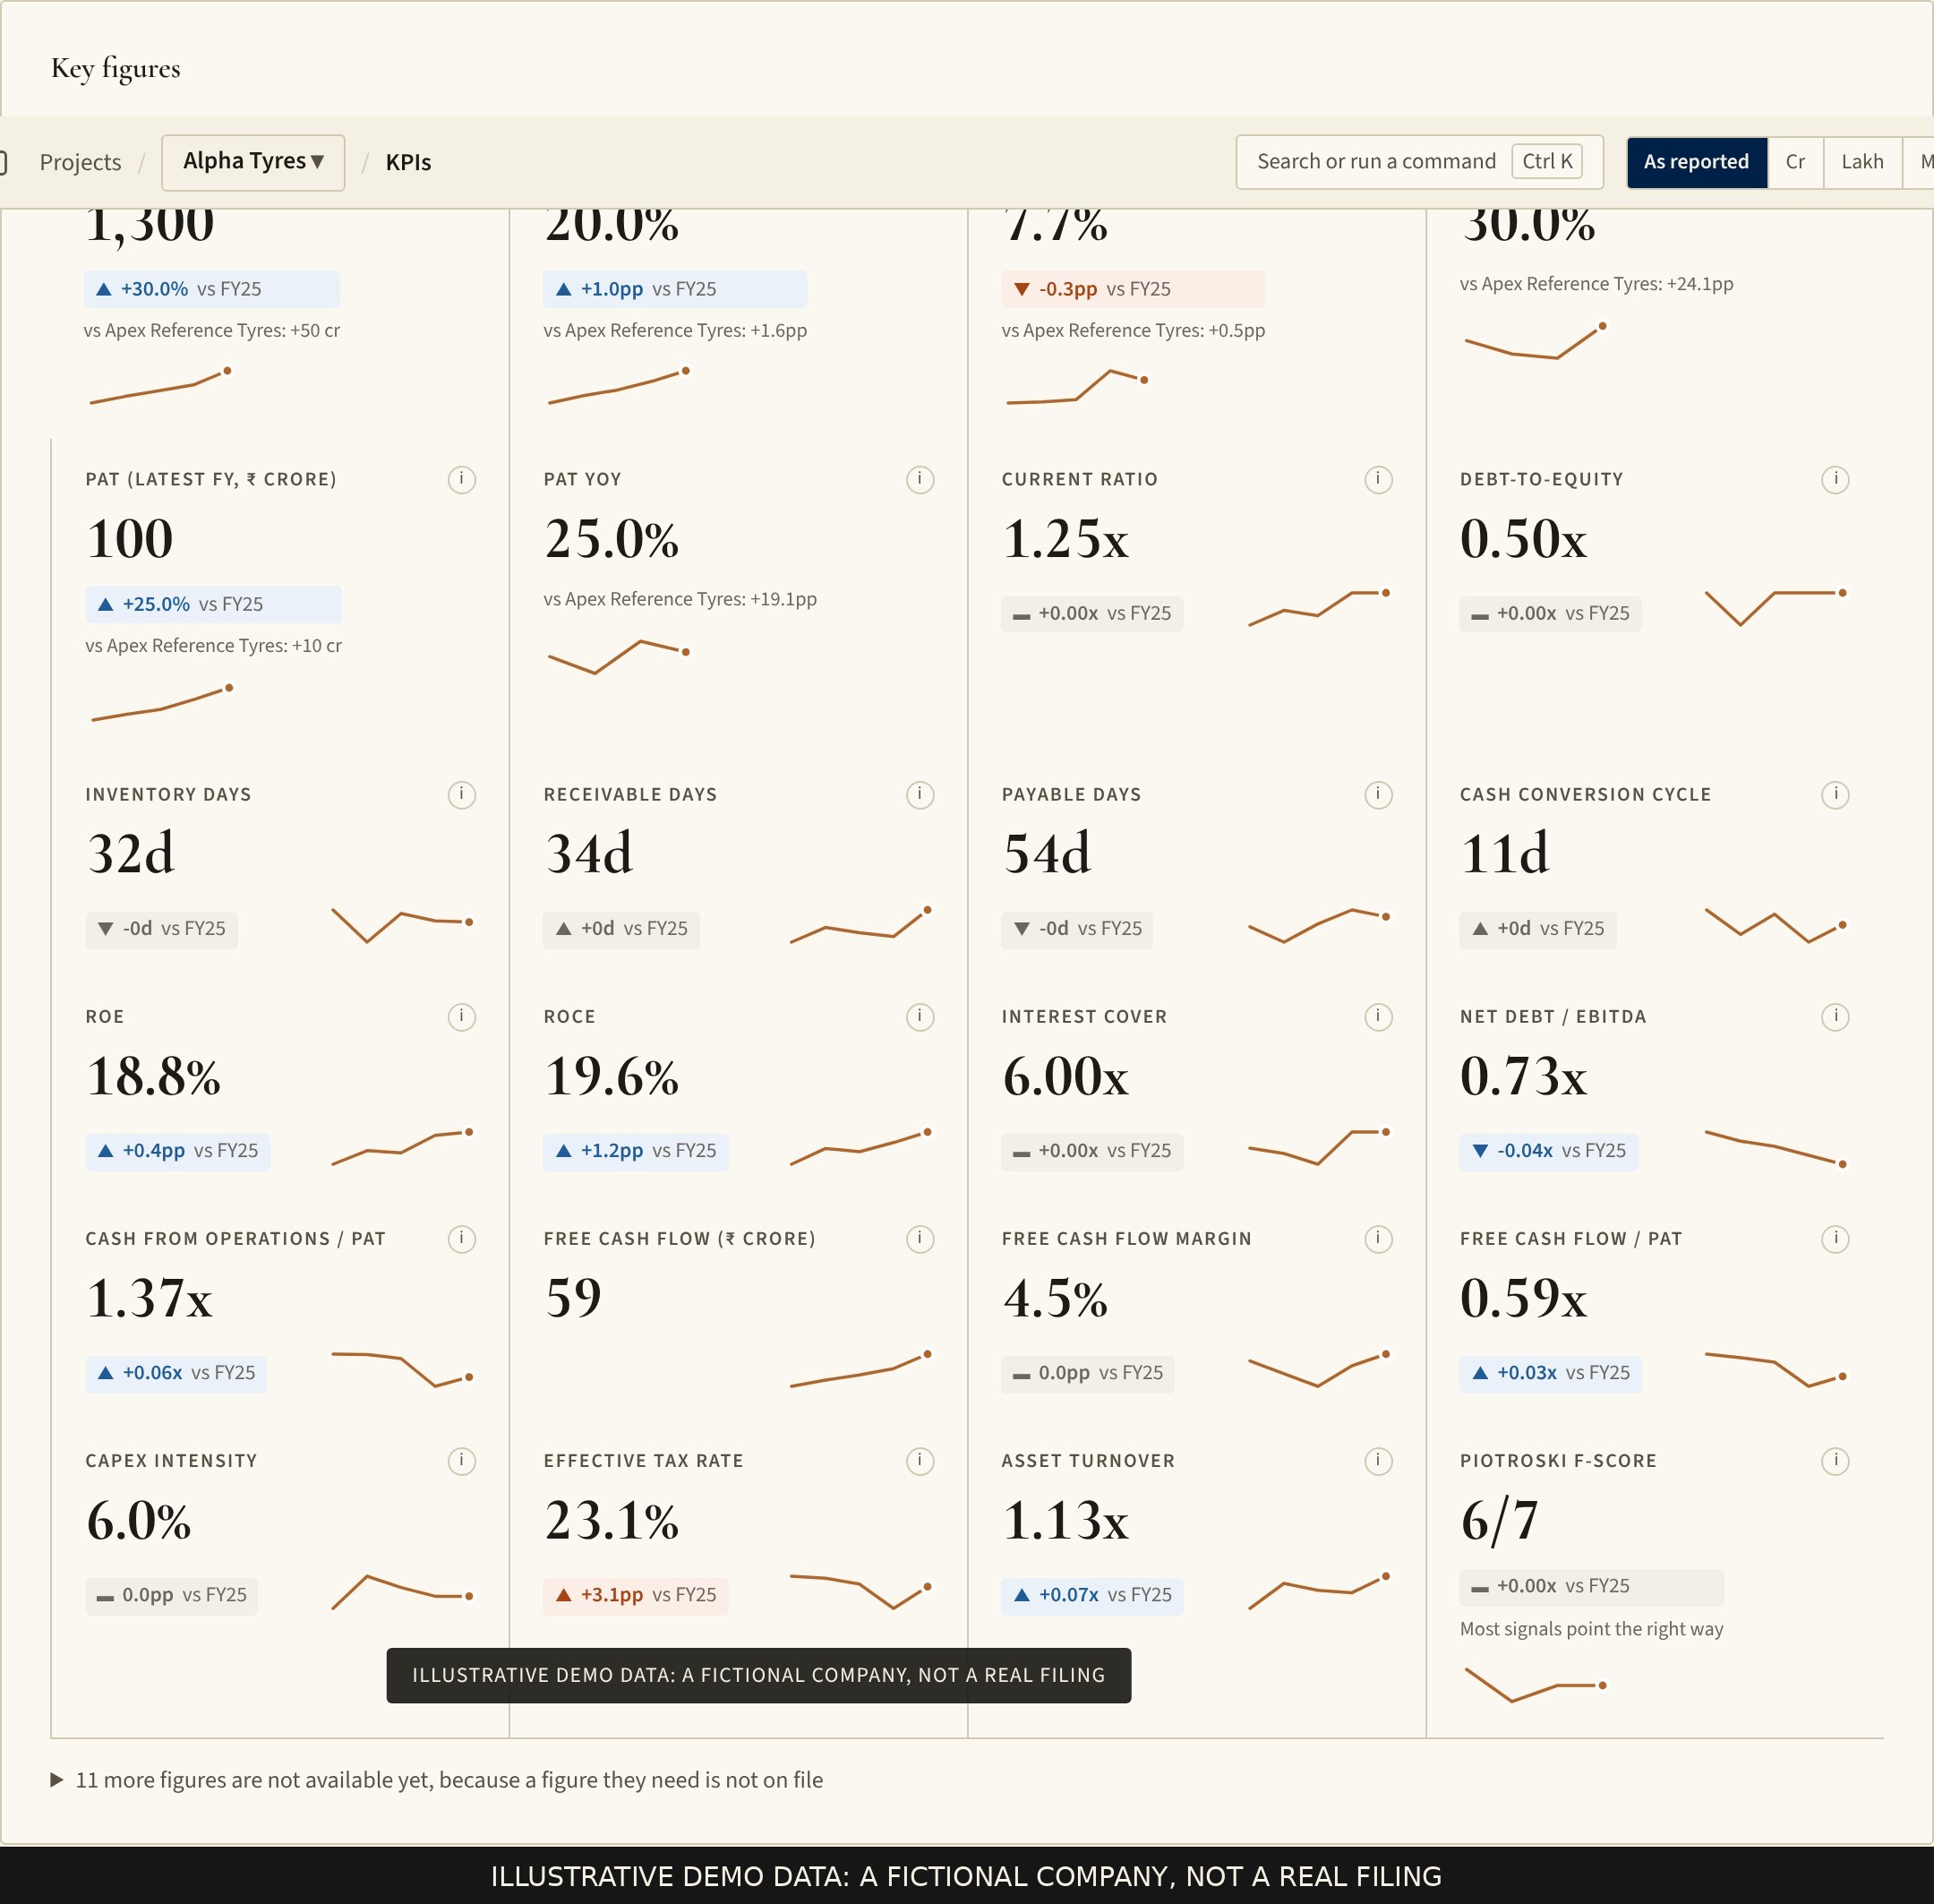 Key figures
Projects / Alpha Tyres ▼ / KPIs
Search or run a command Ctrl K
As reported Cr Lakh M
1,300 20.0% 7.7% 30.0%
▲ +30.0% vs FY25
vs Apex Reference Tyres: +50 cr
▲ +1.0pp vs FY25
vs Apex Reference Tyres: +1.6pp
▼ -0.3pp vs FY25
vs Apex Reference Tyres: +0.5pp
vs Apex Reference Tyres: +24.1pp
PAT (LATEST FY, ₹ CRORE) i
100
▲ +25.0% vs FY25
vs Apex Reference Tyres: +10 cr
PAT YOY i
25.0%
vs Apex Reference Tyres: +19.1pp
CURRENT RATIO i
1.25x
▬ +0.00x vs FY25
DEBT-TO-EQUITY i
0.50x
▬ +0.00x vs FY25
INVENTORY DAYS i
32d
▼ -0d vs FY25
RECEIVABLE DAYS i
34d
▲ +0d vs FY25
PAYABLE DAYS i
54d
▼ -0d vs FY25
CASH CONVERSION CYCLE i
11d
▲ +0d vs FY25
ROE i
18.8%
▲ +0.4pp vs FY25
ROCE i
19.6%
▲ +1.2pp vs FY25
INTEREST COVER i
6.00x
▬ +0.00x vs FY25
NET DEBT / EBITDA i
0.73x
▼ -0.04x vs FY25
CASH FROM OPERATIONS / PAT i
1.37x
▲ +0.06x vs FY25
FREE CASH FLOW (₹ CRORE) i
59
FREE CASH FLOW MARGIN i
4.5%
▬ 0.0pp vs FY25
FREE CASH FLOW / PAT i
0.59x
▲ +0.03x vs FY25
CAPEX INTENSITY i
6.0%
▬ 0.0pp vs FY25
EFFECTIVE TAX RATE i
23.1%
▲ +3.1pp vs FY25
ASSET TURNOVER i
1.13x
▲ +0.07x vs FY25
PIOTROSKI F-SCORE i
6/7
▬ +0.00x vs FY25
Most signals point the right way
ILLUSTRATIVE DEMO DATA: A FICTIONAL COMPANY, NOT A REAL FILING
▶ 11 more figures are not available yet, because a figure they need is not on file
ILLUSTRATIVE DEMO DATA: A FICTIONAL COMPANY, NOT A REAL FILING